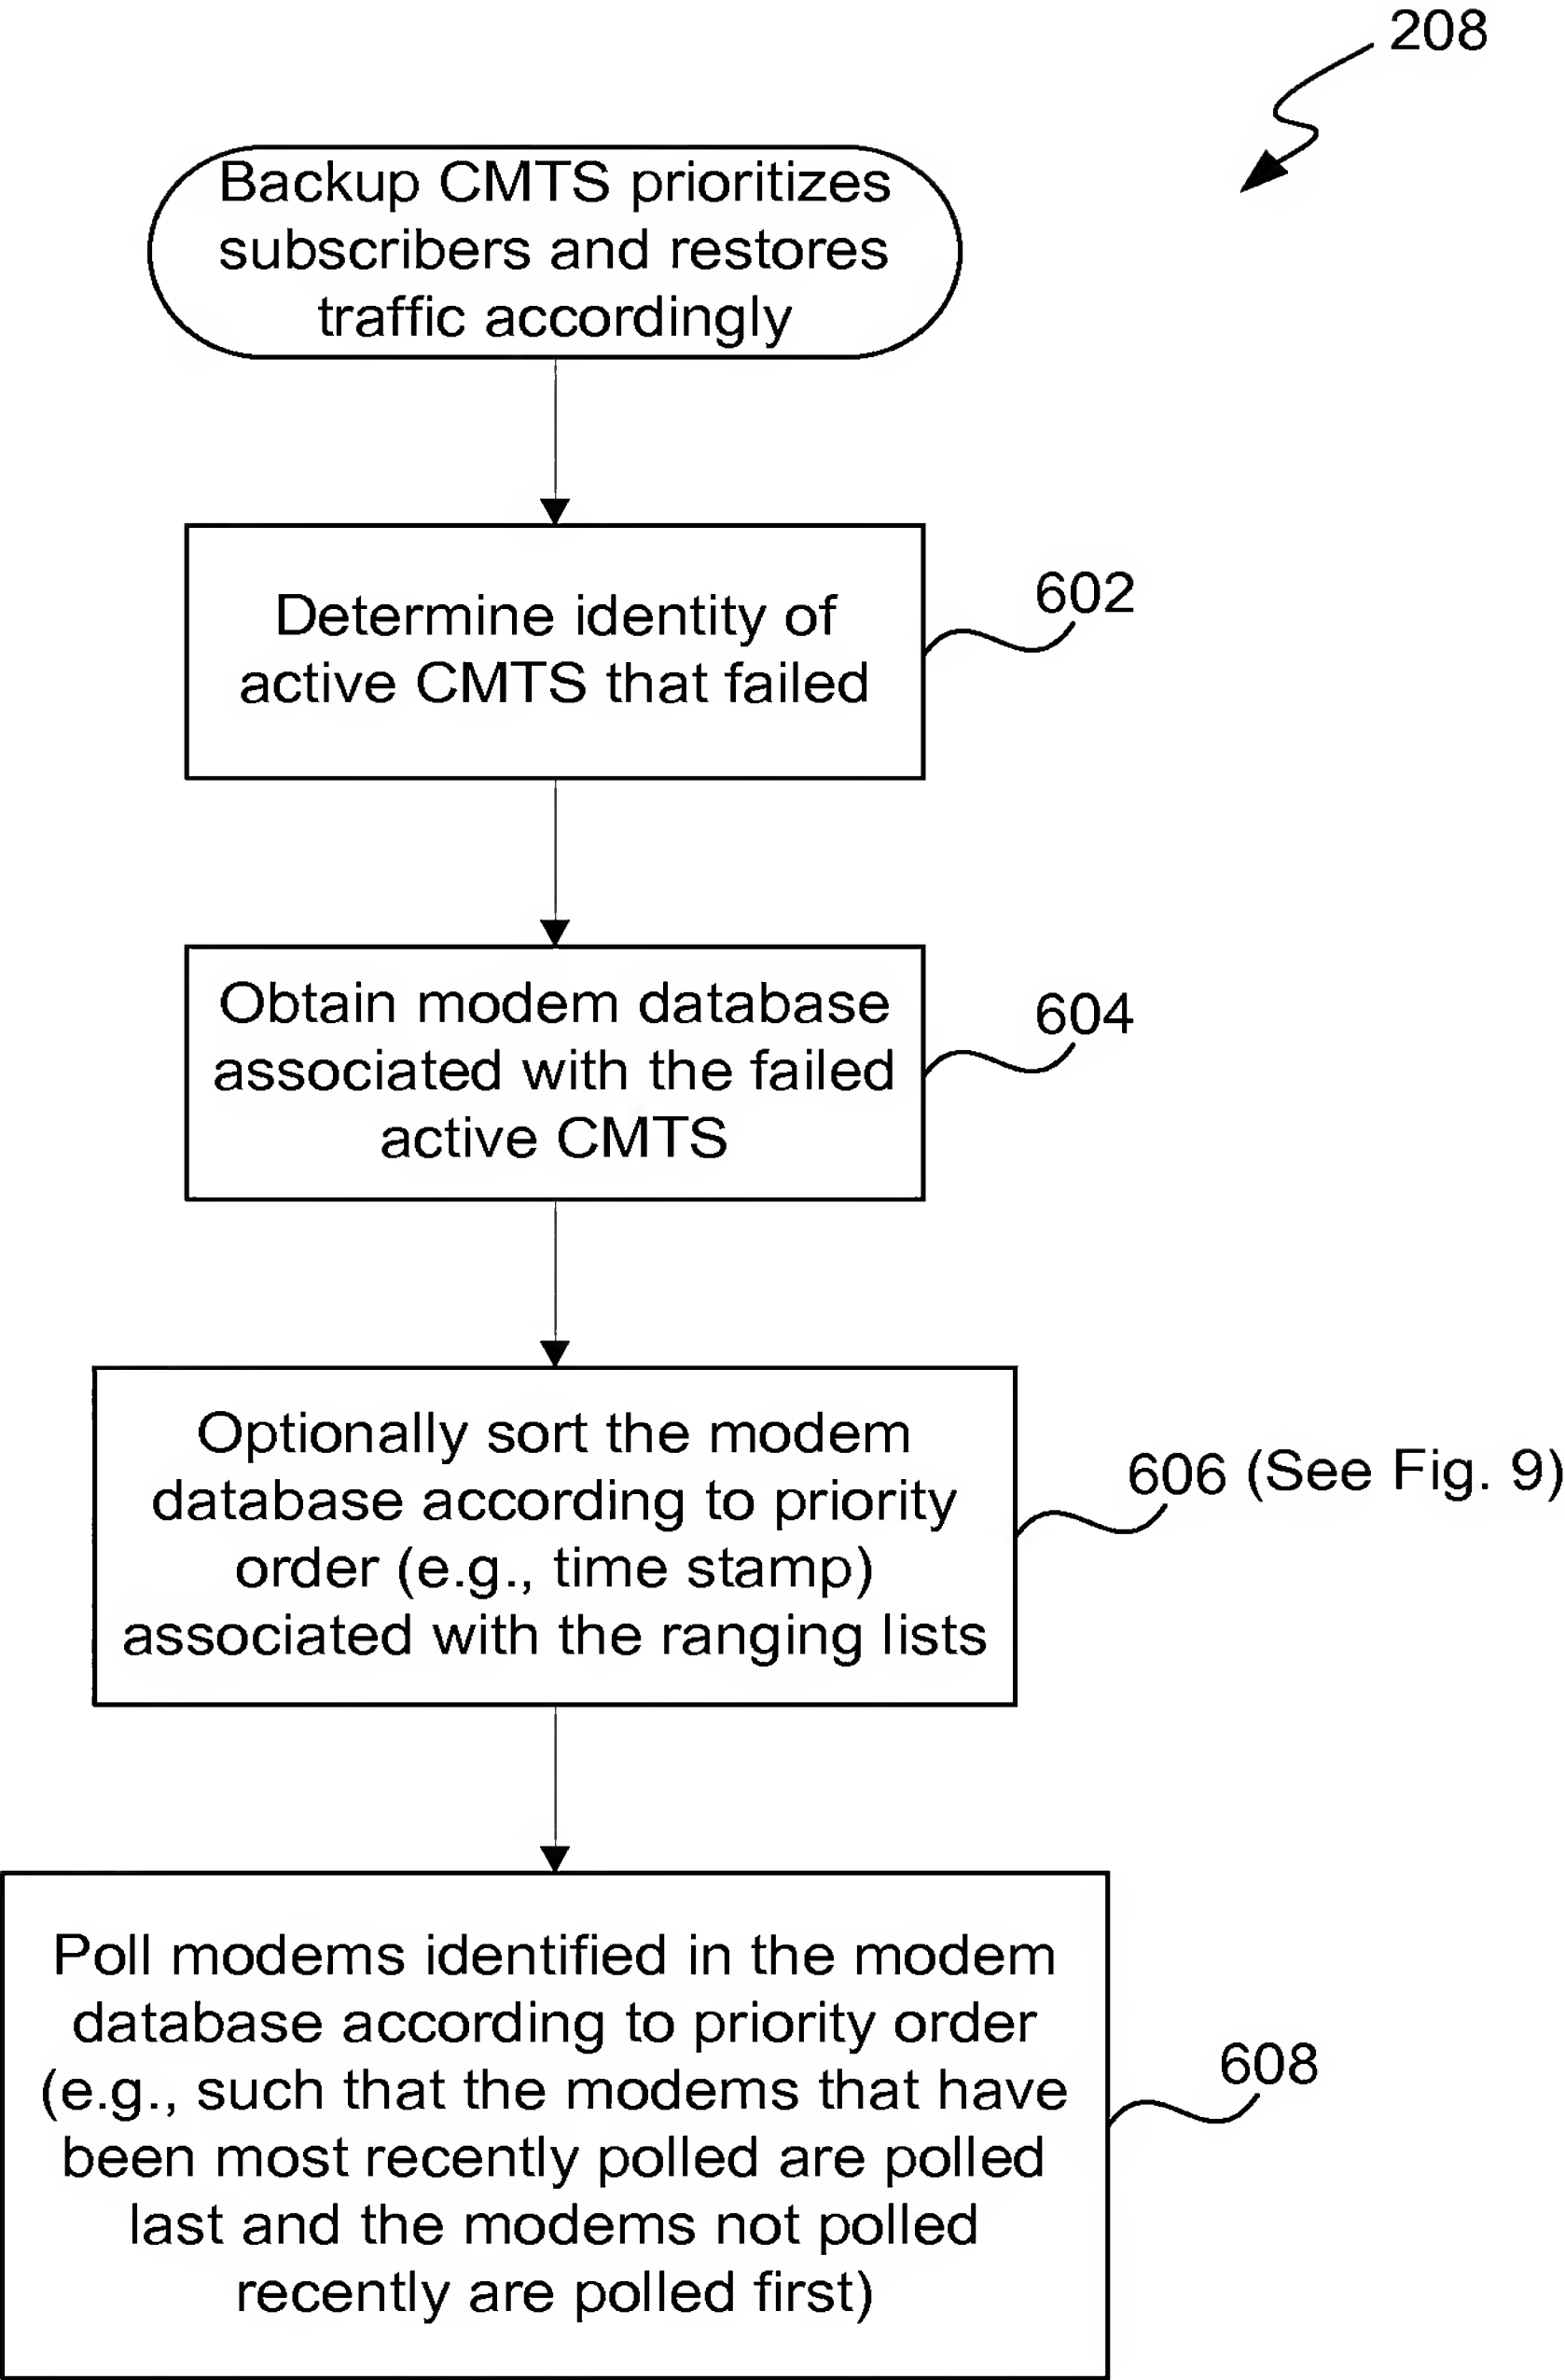 208
Backup CMTS prioritizes
subscribers and restores
traffic accordingly
Determine identity of
active CMTS that failed
602
Obtain modem database
associated with the failed
active CMTS
604
Optionally sort the modem
database according to priority
order (e.g., time stamp)
associated with the ranging lists
606 (See Fig. 9)
Poll modems identified in the modem
database according to priority order
(e.g., such that the modems that have
been most recently polled are polled
last and the modems not polled
recently are polled first)
608